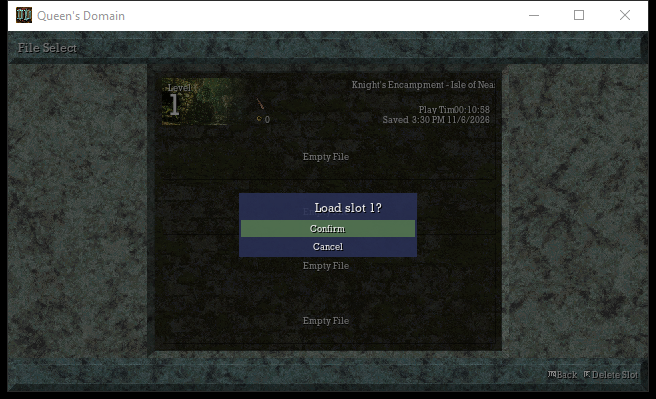 Queen's Domain
File Select
Level
1
Knight's Encampment - Isle of Nea
Play Tim00:10:58
0
Saved 3:30 PM 11/6/2026
Empty File
Load slot 1?
Confirm
Cancel
Empty File
Empty File
Back
Delete Slot